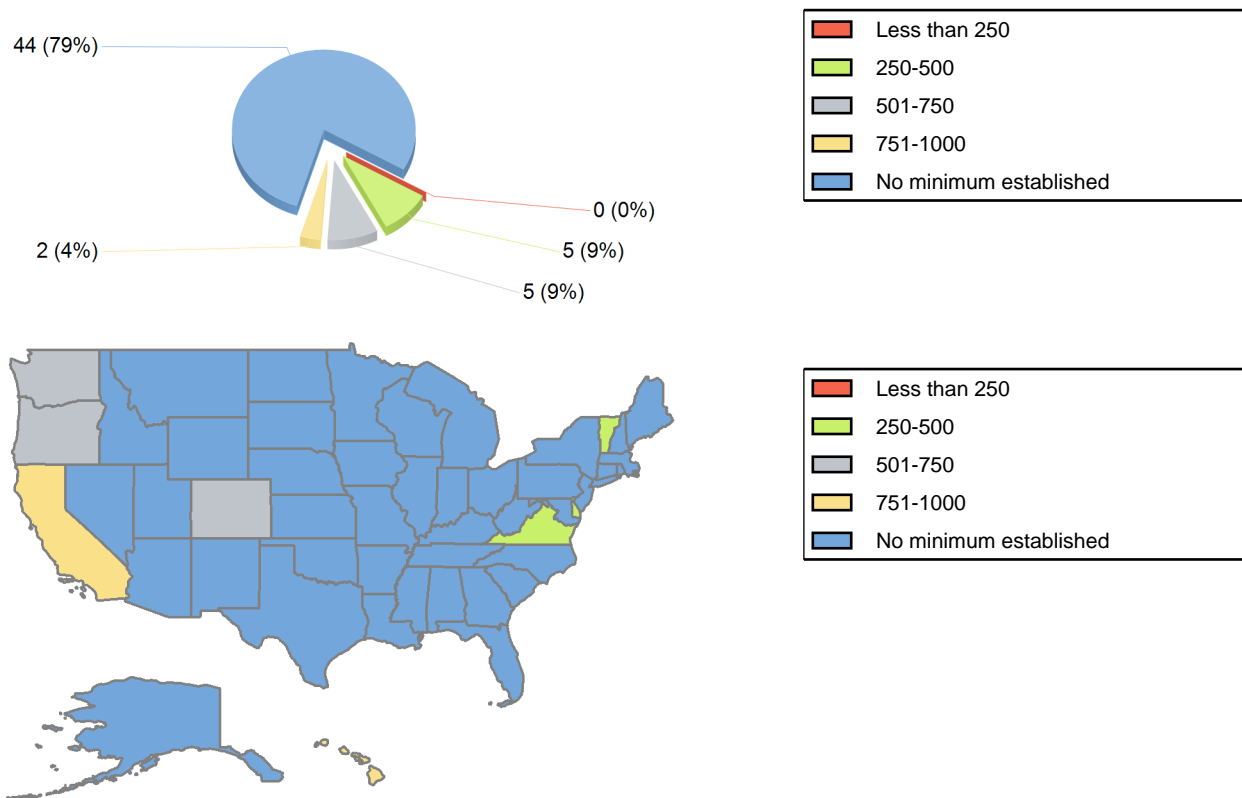 44 (79%)
0 (0%)
2 (4%)
5 (9%)
5 (9%)
Less than 250
250-500
501-750
751-1000
No minimum established
Less than 250
250-500
501-750
751-1000
No minimum established